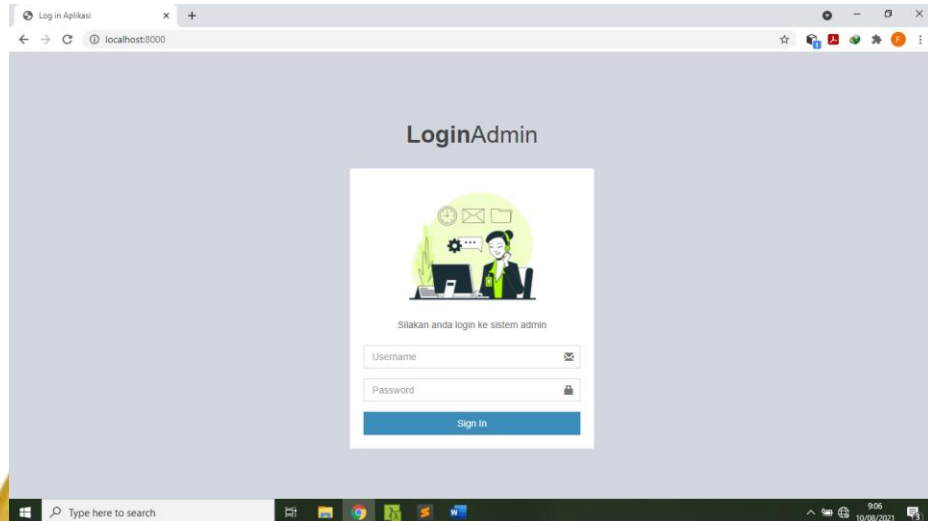 Log in Aplikasi
localhost:8000
F
LoginAdmin
Silakan anda login ke sistem admin
Username
Password
Sign In
Type here to search
9:06
10/08/2021